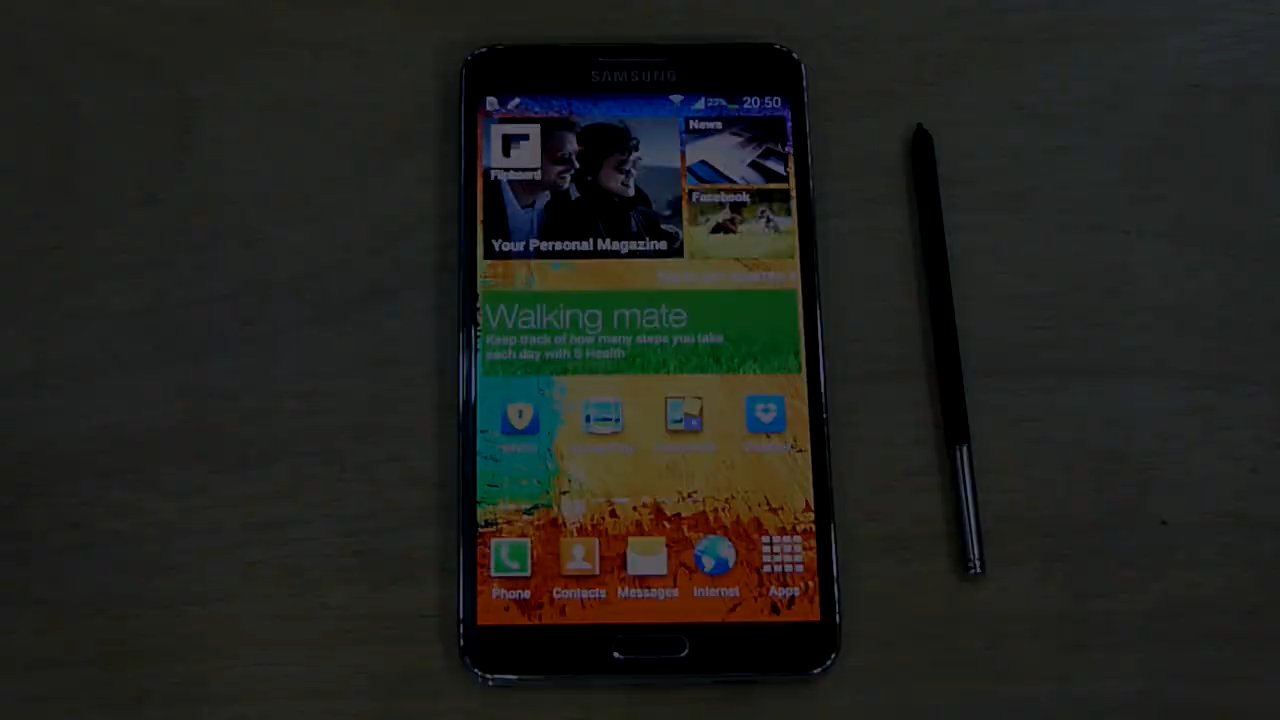 SAMSUNG
23%
20:50
Flipboard
News
Facebook
Your Personal Magazine
Walking mate
Keep track of how many steps you take
each day with S Health
Phone
Contacts
Messages
Internet
Apps